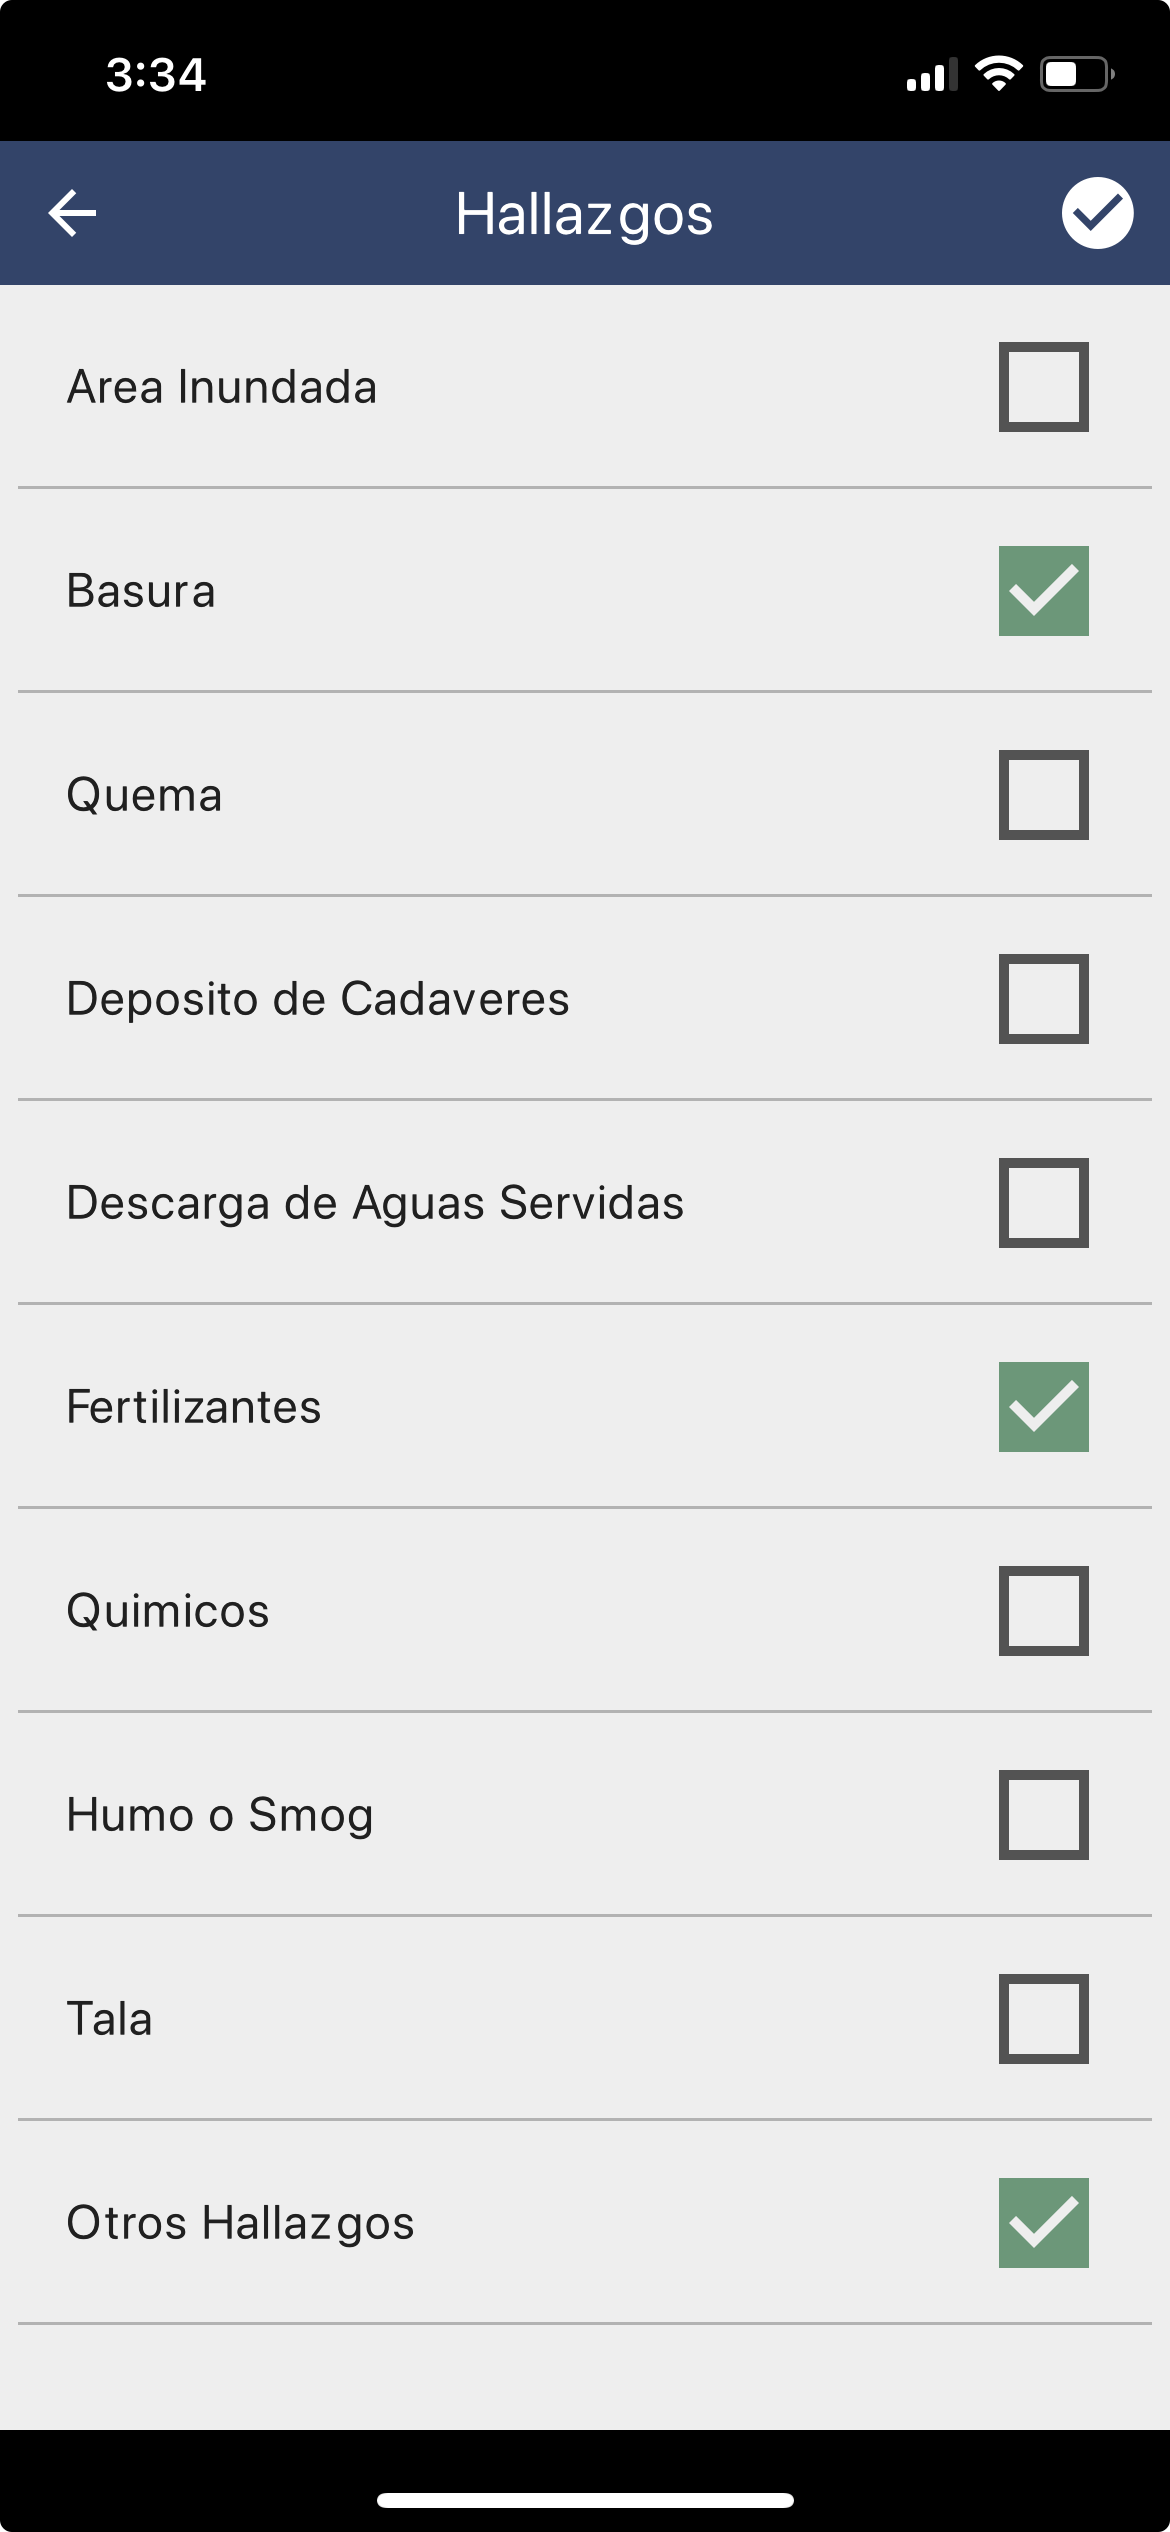 3:34
Hallazgos
Area Inundada
Basura
Quema
Deposito de Cadaveres
Descarga de Aguas Servidas
Fertilizantes
Quimicos
Humo o Smog
Tala
Otros Hallazgos